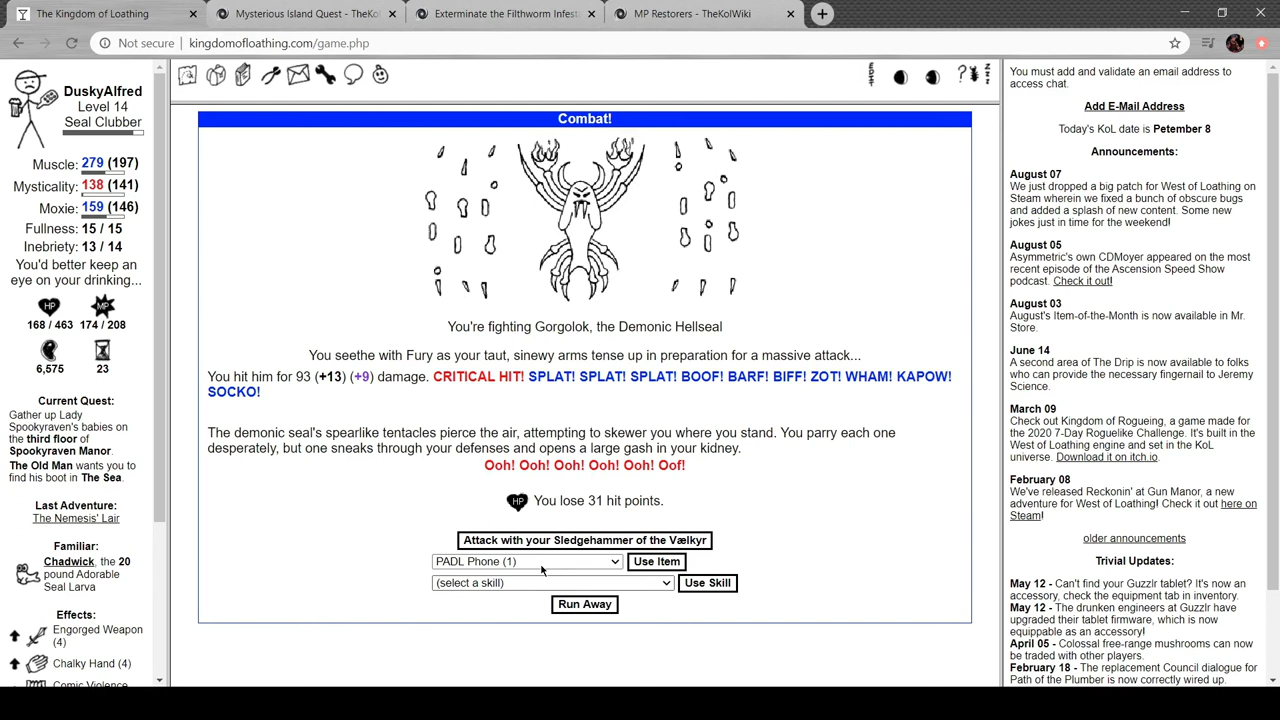 The Kingdom of Loathing
Mysterious Island Quest - TheKol
Exterminate the Filthworm Infest
MP Restorers - TheKolWiki
Not secure | kingdomofloathing.com/game.php
DuskyAlfred
Level 14
Seal Clubber
Muscle: 279 (197)
Mysticality: 138 (141)
Moxie: 159 (146)
Fullness: 15 / 15
Inebriety: 13 / 14
You'd better keep an
eye on your drinking...
HP MP
168 / 463 174 / 208
6,575 23
Current Quest:
Gather up Lady
Spookyraven's babies on
the third floor of
Spookyraven Manor.
The Old Man wants you to
find his boot in The Sea.
Last Adventure:
The Nemesis' Lair
Familiar:
Chadwick, the 20
pound Adorable
Seal Larva
Effects:
Engorged Weapon
(4)
Chalky Hand (4)
Comic Violence
Combat!
You're fighting Gorgolok, the Demonic Hellseal
You seethe with Fury as your taut, sinewy arms tense up in preparation for a massive attack...
You hit him for 93 (+13) (+9) damage. CRITICAL HIT! SPLAT! SPLAT! SPLAT! BOOF! BARF! BIFF! ZOT! WHAM! KAPOW!
SOCKO!
The demonic seal's spearlike tentacles pierce the air, attempting to skewer you where you stand. You parry each one
desperately, but one sneaks through your defenses and opens a large gash in your kidney.
Ooh! Ooh! Ooh! Ooh! Ooh! Oof!
HP You lose 31 hit points.
Attack with your Sledgehammer of the Vælkyr
PADL Phone (1) Use Item
(select a skill) Use Skill
Run Away
You must add and validate an email address to
access chat.
Add E-Mail Address
Today's KoL date is Petember 8
Announcements:
August 07
We just dropped a big patch for West of Loathing on
Steam wherein we fixed a bunch of obscure bugs
and added a splash of new content. Some new
jokes just in time for the weekend!
August 05
Asymmetric's own CDMoyer appeared on the most
recent episode of the Ascension Speed Show
podcast. Check it out!
August 03
August's Item-of-the-Month is now available in Mr.
Store.
June 14
A second area of The Drip is now available to folks
who can provide the necessary fingernail to Jeremy
Science.
March 09
Check out Kingdom of Rogueing, a game made for
the 2020 7-Day Roguelike Challenge. It's built in the
West of Loathing engine and set in the KoL
universe. Download it on itch io.
February 08
We've released Reckonin' at Gun Manor, a new
adventure for West of Loathing! Check it out here on
Steam!
older announcements
Trivial Updates:
May 12 - Can't find your Guzzlr tablet? It's now an
accessory, check the equipment tab in inventory.
May 12 - The drunken engineers at Guzzlr have
upgraded their tablet firmware, which is now
equippable as an accessory!
April 05 - Colossal free-range mushrooms can now
be traded with other players.
February 18 - The replacement Council dialogue for
Path of the Plumber is now correctly wired up.